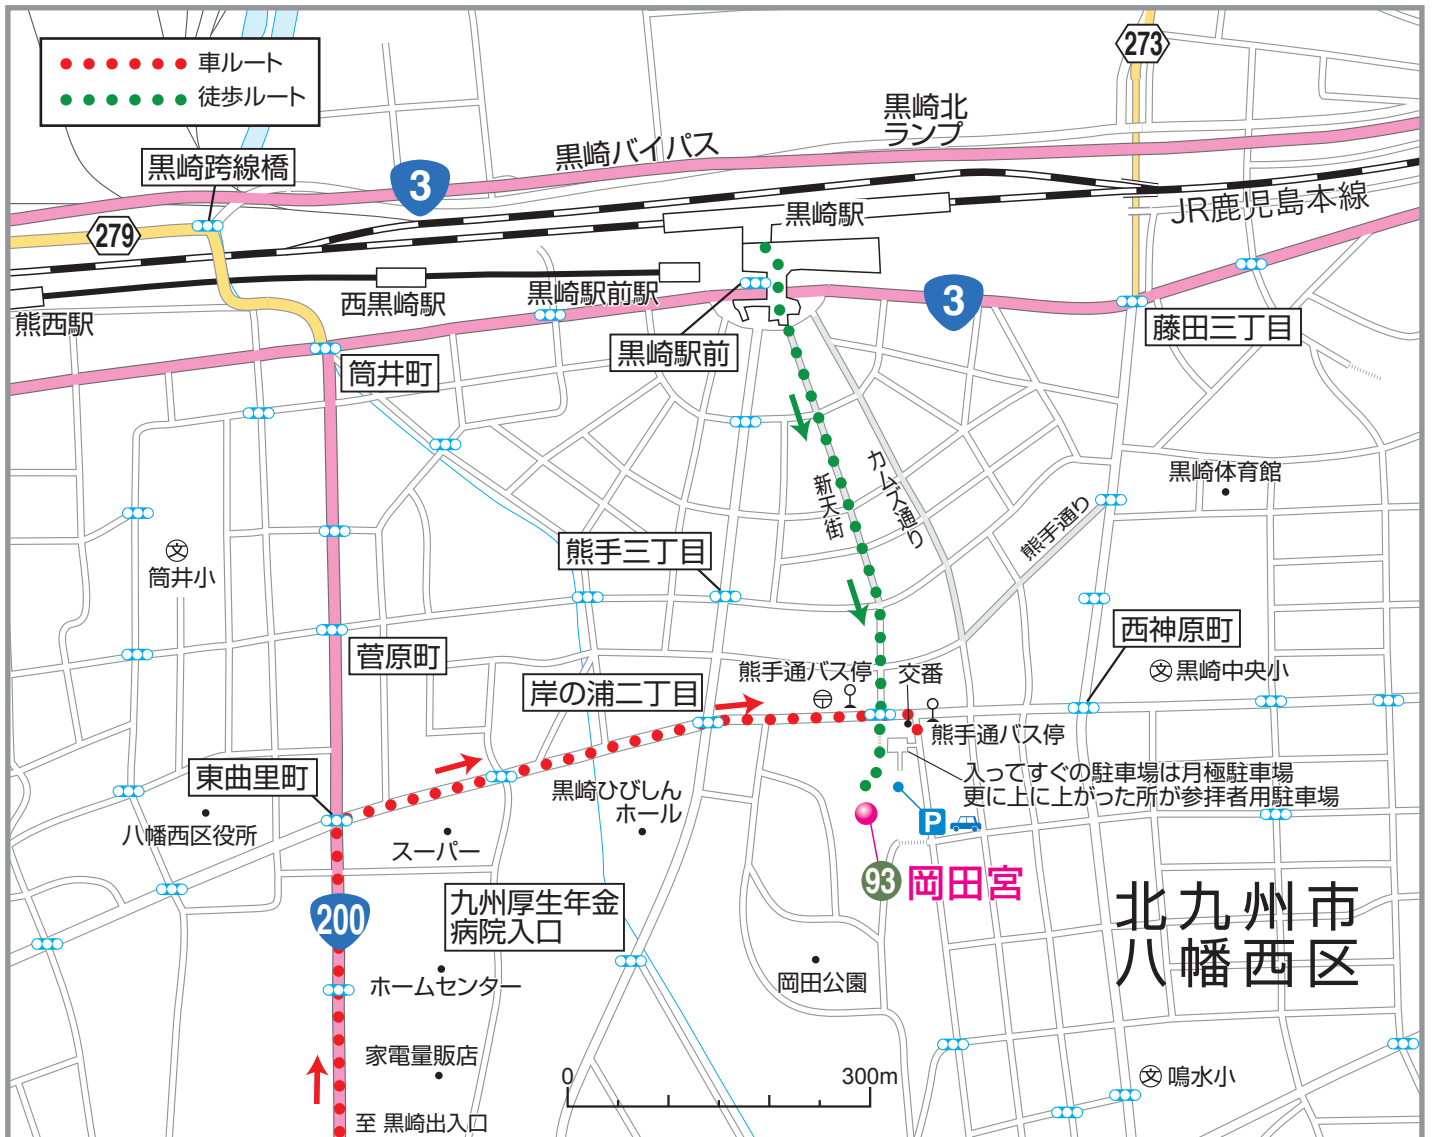 車ルート
徒歩ルート
273
黒崎北
ランプ
黒崎バイパス
黒崎跨線橋
3
JR鹿児島本線
黒崎駅
279
西黒崎駅
黒崎駅前駅
熊西駅
3
藤田三丁目
黒崎駅前
筒井町
カムズ通り
新天街
黒崎体育館
熊手通り
文
筒井小
熊手三丁目
西神原町
菅原町
文 黒崎中央小
熊手通バス停
交番
岸の浦二丁目
熊手通バス停
入ってすぐの駐車場は月極駐車場
更に上に上がった所が参拝者用駐車場
東曲里町
黒崎ひびしん
ホール
P
八幡西区役所
スーパー
93 岡田宮
九州厚生年金
病院入口
200
北九州市
八幡西区
岡田公園
ホームセンター
家電量販店
0 300m
文 鳴水小
至 黒崎出入口